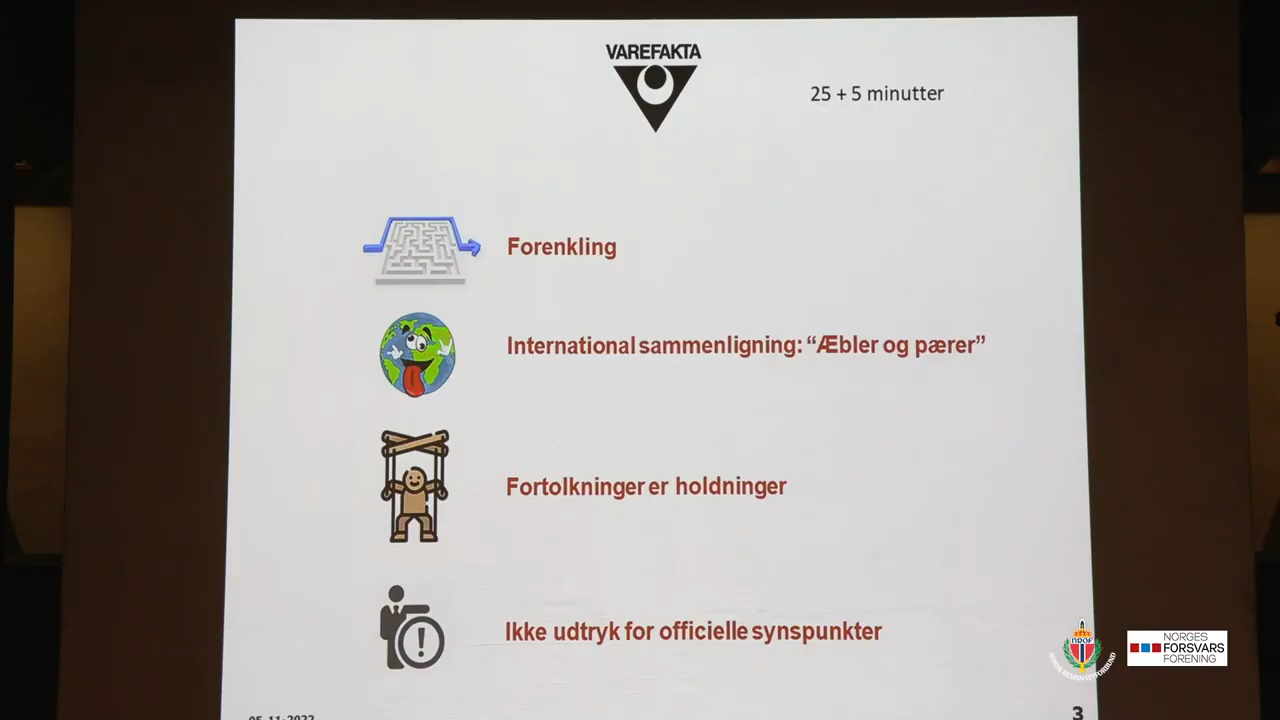 VAREFAKTA
25 + 5 minutter
Forenkling
International sammenligning: “Æbler og pærer”
Fortolkninger er holdninger
Ikke udtryk for officielle synspunkter
NROF
NORGES
FORSVARS
FORENING
3